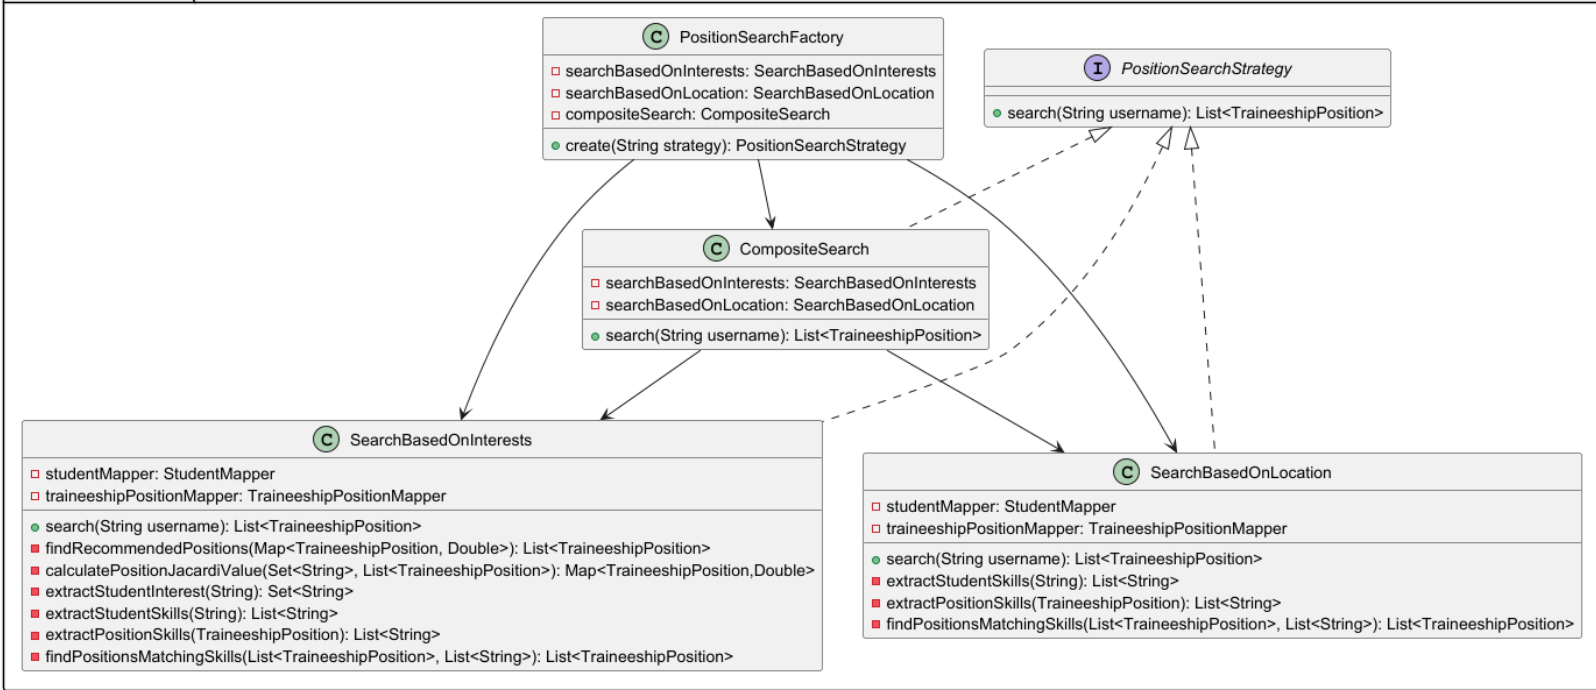 C PositionSearchFactory
searchBasedOnInterests: SearchBasedOnInterests
searchBasedOnLocation: SearchBasedOnLocation
compositeSearch: CompositeSearch
create(String strategy): PositionSearchStrategy
I PositionSearchStrategy
search(String username): List<TraineeshipPosition>
C CompositeSearch
searchBasedOnInterests: SearchBasedOnInterests
searchBasedOnLocation: SearchBasedOnLocation
search(String username): List<TraineeshipPosition>
C SearchBasedOnInterests
studentMapper: StudentMapper
traineeshipPositionMapper: TraineeshipPositionMapper
search(String username): List<TraineeshipPosition>
findRecommendedPositions(Map<TraineeshipPosition, Double>): List<TraineeshipPosition>
calculatePositionJacardiValue(Set<String>, List<TraineeshipPosition>): Map<TraineeshipPosition,Double>
extractStudentInterest(String): Set<String>
extractStudentSkills(String): List<String>
extractPositionSkills(TraineeshipPosition): List<String>
findPositionsMatchingSkills(List<TraineeshipPosition>, List<String>): List<TraineeshipPosition>
C SearchBasedOnLocation
studentMapper: StudentMapper
traineeshipPositionMapper: TraineeshipPositionMapper
search(String username): List<TraineeshipPosition>
extractStudentSkills(String): List<String>
extractPositionSkills(TraineeshipPosition): List<String>
findPositionsMatchingSkills(List<TraineeshipPosition>, List<String>): List<TraineeshipPosition>